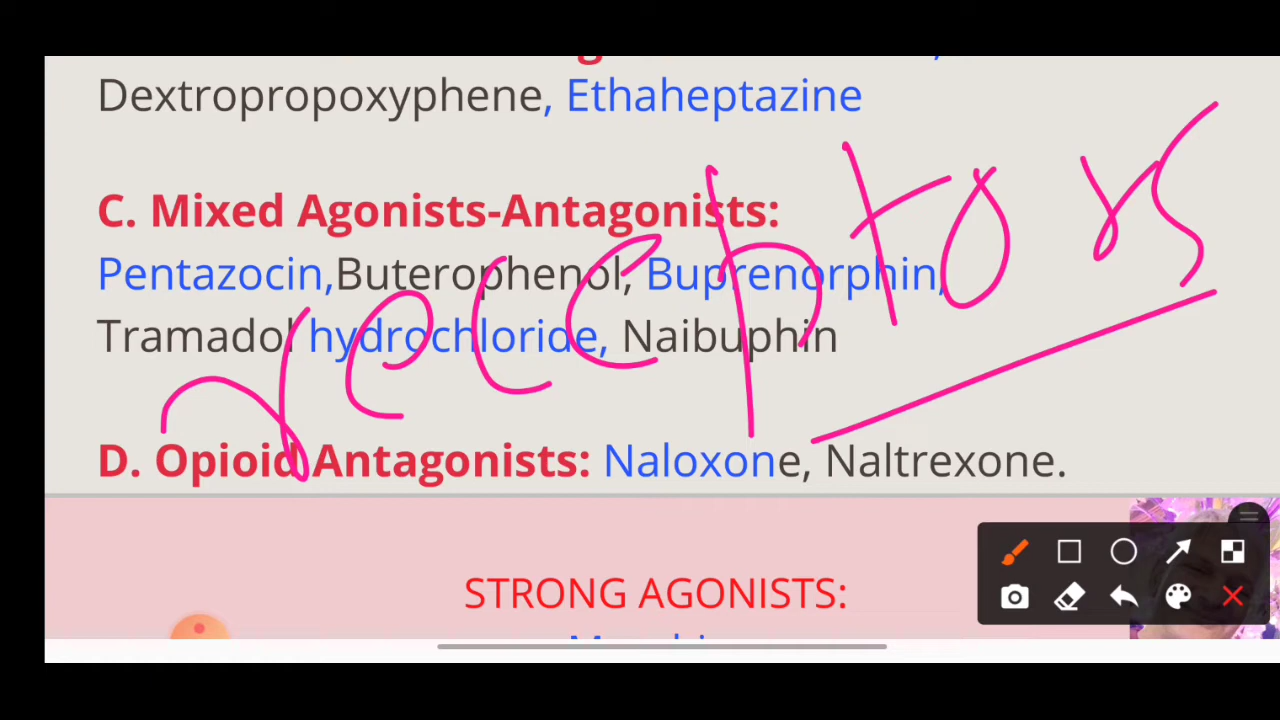 Dextropropoxyphene, Ethaheptazine
C. Mixed Agonists-Antagonists:
Pentazocin,Buterophenol, Buprenorphin,
Tramadol hydrochloride, Naibuphin
receptors
D. Opioid Antagonists: Naloxone, Naltrexone.
STRONG AGONISTS: